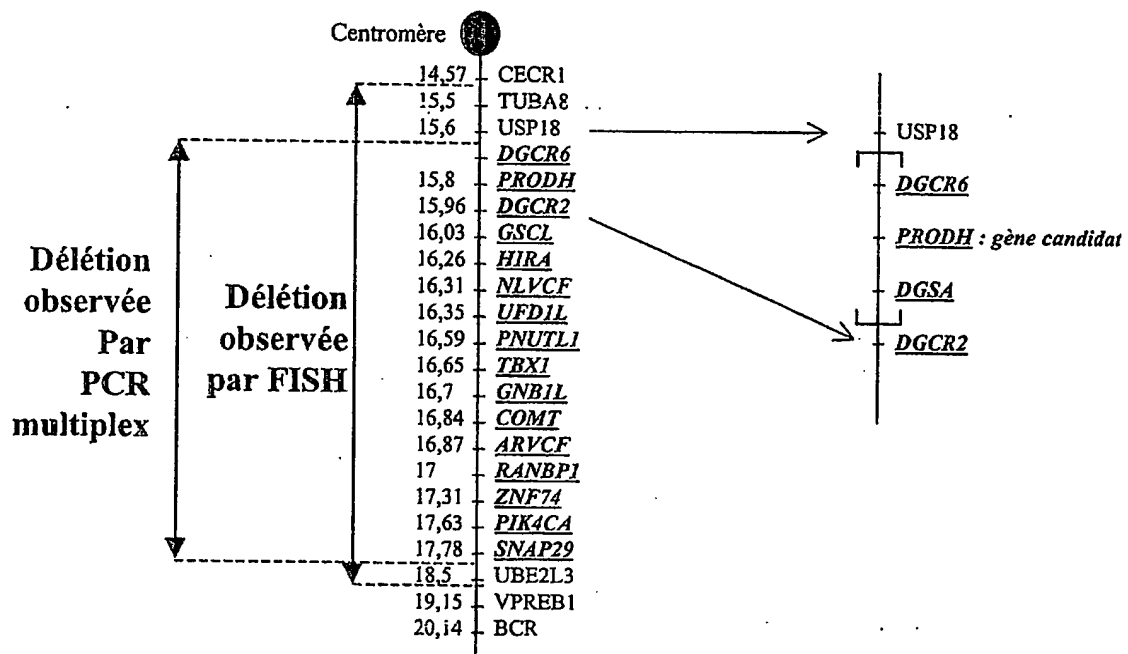 Centromère
14,57 CECR1
15,5 TUBA8
15,6 USP18
DGCR6
15,8 PRODH
15,96 DGCR2
16,03 GSCL
16,26 HIRA
16,31 NLVCF
16,35 UFD1L
16,59 PNUTL1
16,65 TBX1
16,7 GNB1L
16,84 COMT
16,87 ARVCF
17 RANBP1
17,31 ZNF74
17,63 PIK4CA
17,78 SNAP29
18,5 UBE2L3
19,15 VPREB1
20,14 BCR
Délétion
observée
Par
PCR
multiplex
Délétion
observée
par FISH
USP18
DGCR6
PRODH : gène candidat
DGSA
DGCR2